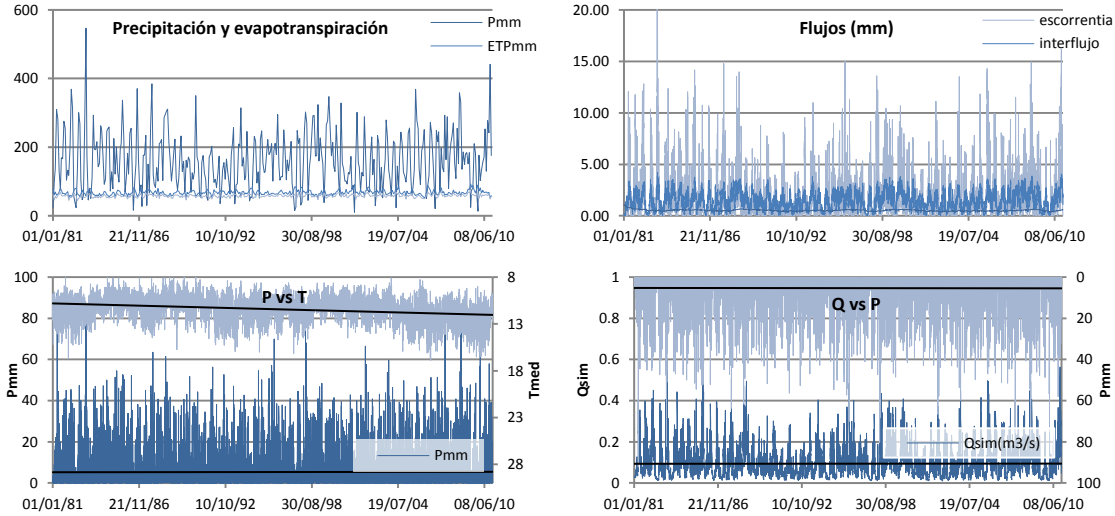 Precipitación y evapotranspiración
Pmm
ETPmm
600
400
200
0
01/01/81 21/11/86 10/10/92 30/08/98 19/07/04 08/06/10
Flujos (mm)
escorrentia
interflujo
20.00
15.00
10.00
5.00
0.00
01/01/81 21/11/86 10/10/92 30/08/98 19/07/04 08/06/10
P vs T
100
80
60
40
20
0
Pmm
8
13
18
23
28
Tmed
Pmm
01/01/81 21/11/86 10/10/92 30/08/98 19/07/04 08/06/10
Q vs P
1
0.8
0.6
0.4
0.2
0
Qsim
0
20
40
60
80
100
Pmm
Qsim(m3/s)
01/01/81 21/11/86 10/10/92 30/08/98 19/07/04 08/06/10